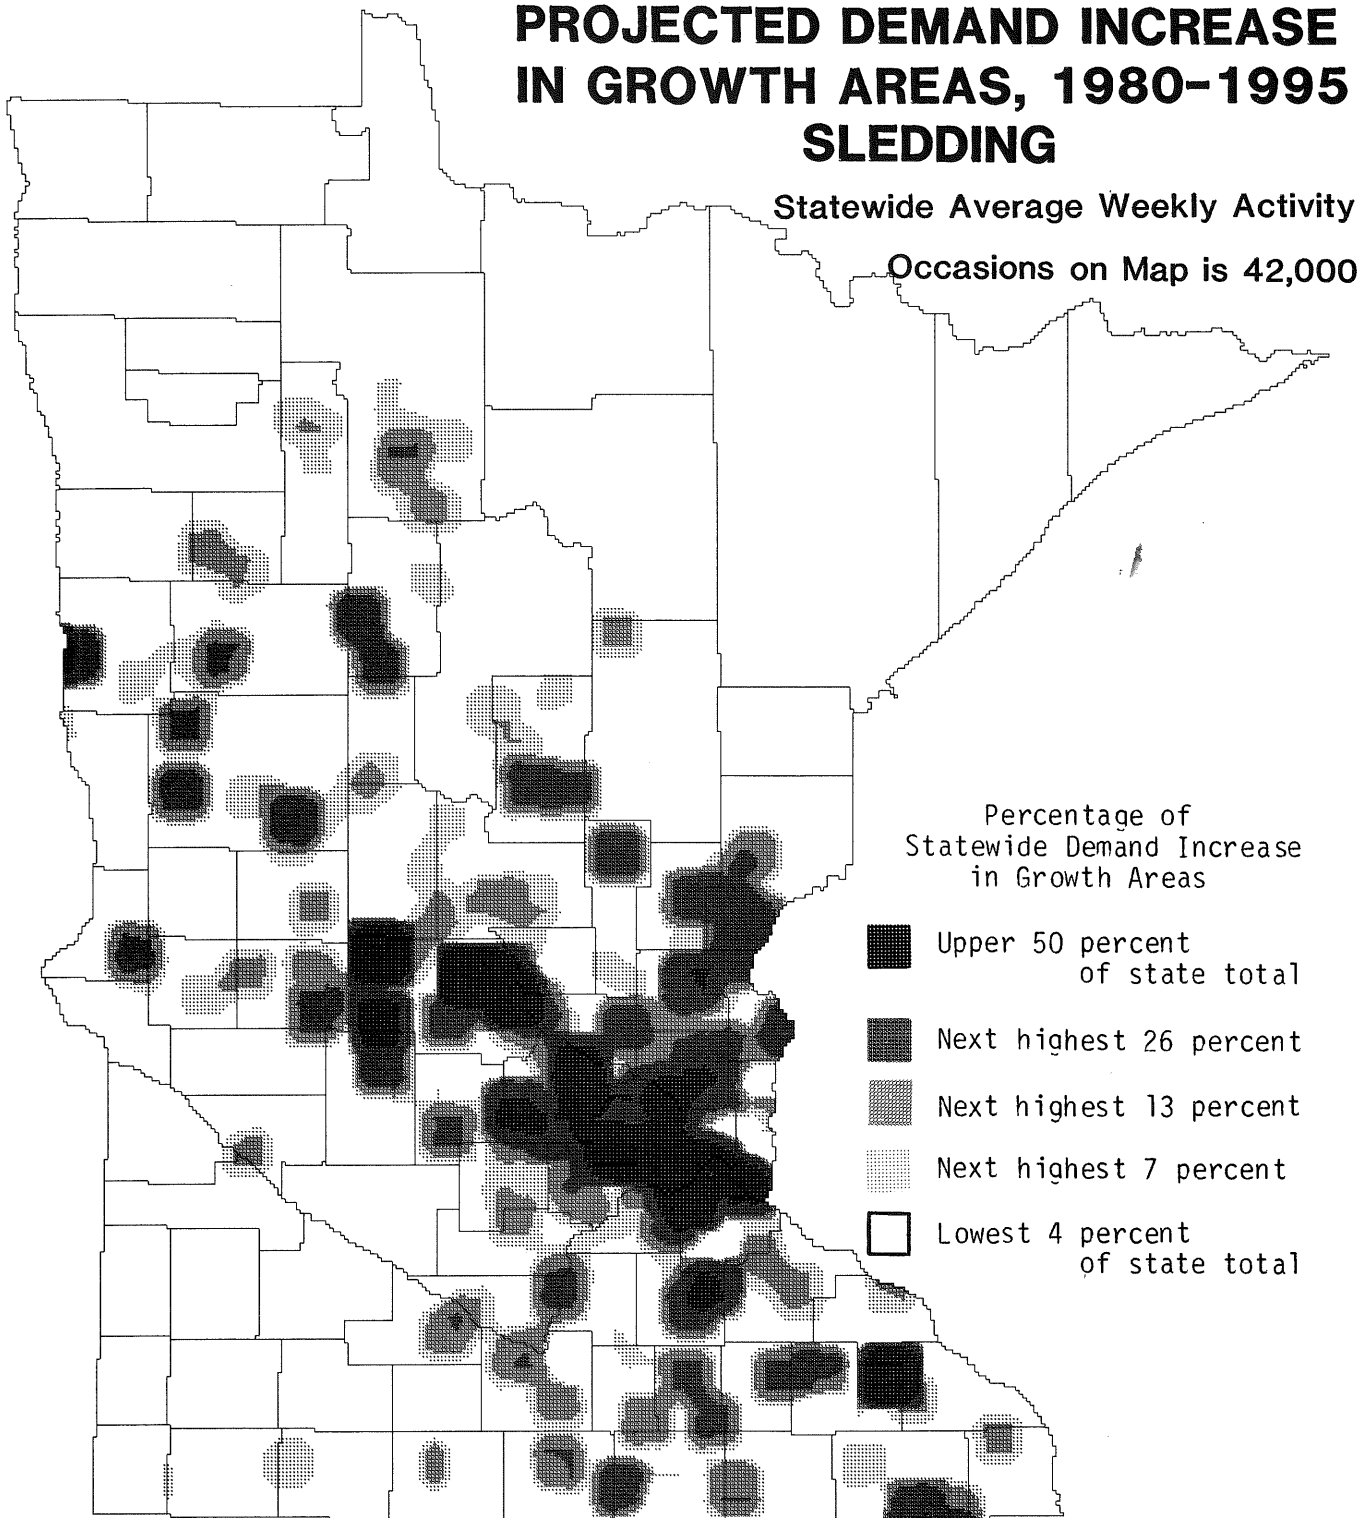 PROJECTED DEMAND INCREASE
IN GROWTH AREAS, 1980-1995
SLEDDING
Statewide Average Weekly Activity
Occasions on Map is 42,000
Percentage of
Statewide Demand Increase
in Growth Areas
Upper 50 percent
of state total
Next highest 26 percent
Next highest 13 percent
Next highest 7 percent
Lowest 4 percent
of state total